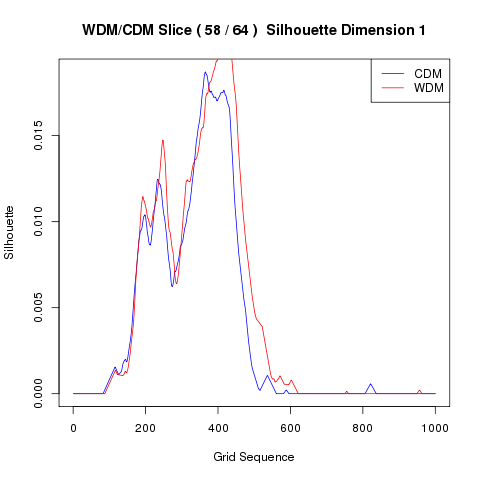 WDM/CDM Slice ( 58 / 64 )  Silhouette Dimension 1
CDM
WDM
Silhouette
0.015
0.010
0.005
0.000
0
200
400
600
800
1000
Grid Sequence